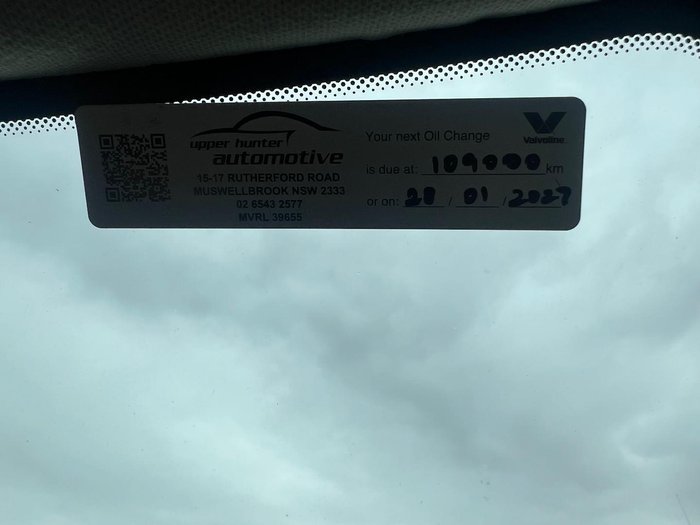 upper hunter
automotive
15-17 RUTHERFORD ROAD
MUSWELLBROOK NSW 2333
02 6543 2577
MVRL 39655
Your next Oil Change
is due at: 109000 km
or on: 28 / 01 / 2027
Valvoline